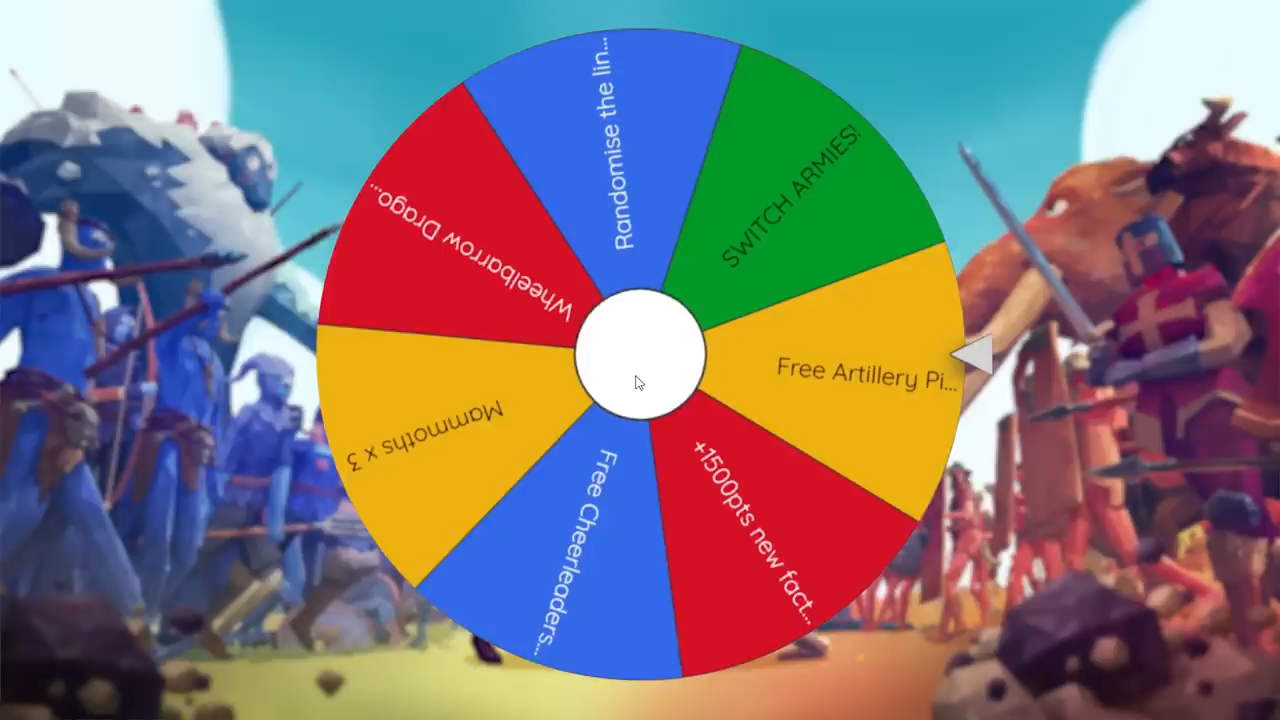 Randomise the lin...
SWITCH ARMIES!
Free Artillery Pi...
+1500pts new fact...
Free Cheerleaders...
Mammoths x 3
Wheelbarrow Drago...